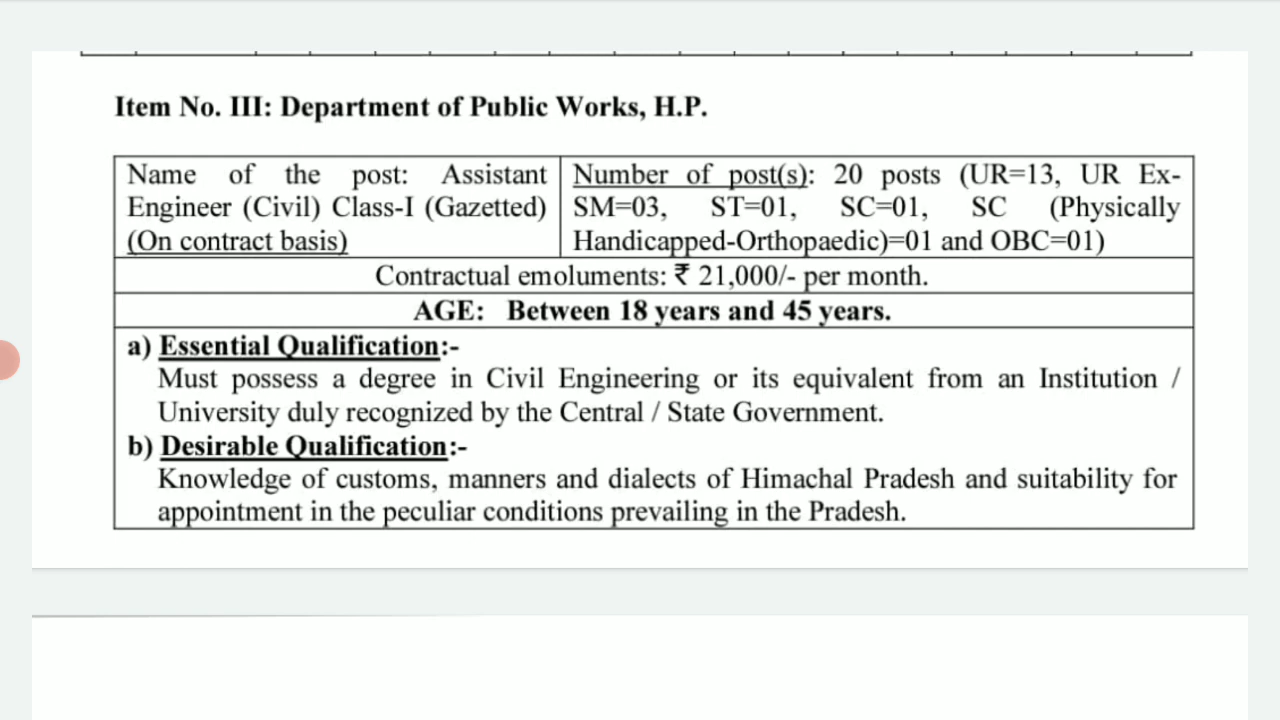 Item No. III: Department of Public Works, H.P.
Name of the post: Assistant
Engineer (Civil) Class-I (Gazetted)
(On contract basis)
Number of post(s): 20 posts (UR=13, UR Ex-
SM=03, ST=01, SC=01, SC (Physically
Handicapped-Orthopaedic)=01 and OBC=01)
Contractual emoluments: ₹ 21,000/- per month.
AGE: Between 18 years and 45 years.
a) Essential Qualification:-
Must possess a degree in Civil Engineering or its equivalent from an Institution /
University duly recognized by the Central / State Government.
b) Desirable Qualification:-
Knowledge of customs, manners and dialects of Himachal Pradesh and suitability for
appointment in the peculiar conditions prevailing in the Pradesh.